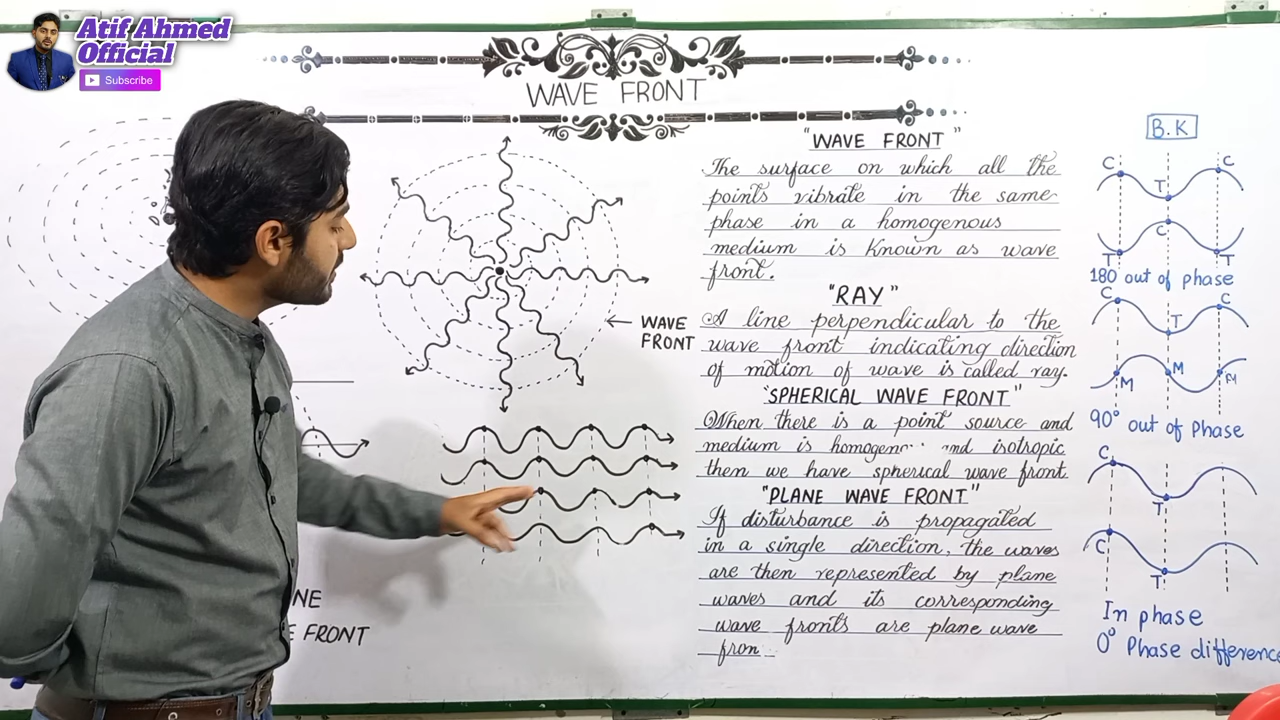 Atif Ahmed
Official
Subscribe
WAVE FRONT
WAVE
FRONT
NE
FRONT
"WAVE FRONT"
The surface on which all the
points vibrate in the same
phase in a homogenous
medium is known as wave
front.
"RAY"
A line perpendicular to the
wave front indicating direction
of motion of wave is called ray.
"SPHERICAL WAVE FRONT"
When there is a point source and
medium is and isotropic
then we have spherical wave front.
"PLANE WAVE FRONT"
If disturbance is propagated
in a single direction, the waves
are then represented by plane
waves and its corresponding
wave fronts are plane wave
fron
B.K
C C
T
C
T T
180 out of phase
C C
T
M M M
90° out of Phase
C
T
C
T
In phase
0° Phase difference